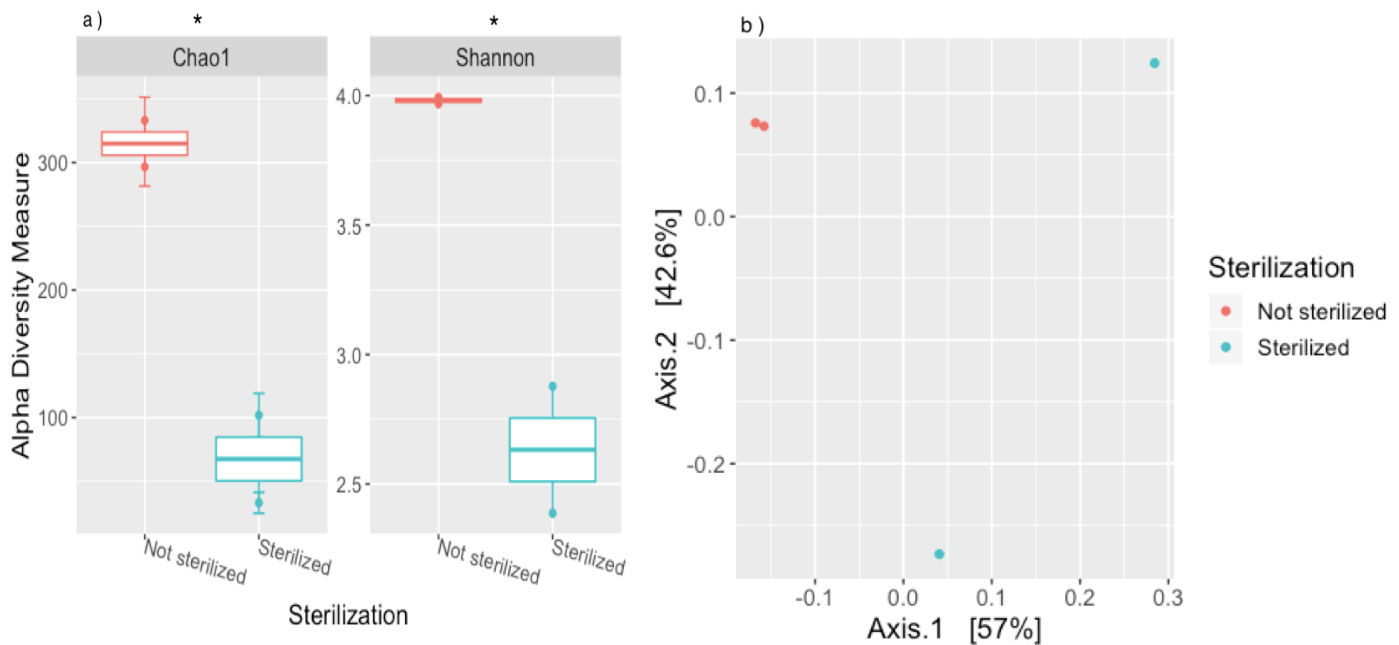 a)
*
*
Chao1
Shannon
Alpha Diversity Measure
300
200
100
4.0
3.5
3.0
2.5
Not sterilized
Sterilized
Not sterilized
Sterilized
Sterilization
b)
Axis.2 [42.6%]
0.1
0.0
-0.1
-0.2
-0.1
0.0
0.1
0.2
0.3
Axis.1 [57%]
Sterilization
Not sterilized
Sterilized